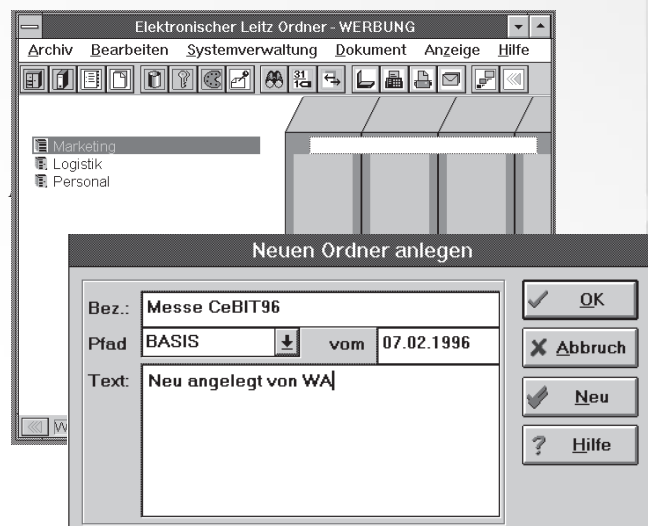 Elektronischer Leitz Ordner - WERBUNG
Archiv Bearbeiten Systemverwaltung Dokument Anzeige Hilfe
Marketing
Logistik
Personal
Neuen Ordner anlegen
Bez.: Messe CeBIT96
Pfad BASIS vom 07.02.1996
Text: Neu angelegt von WA
OK
Abbruch
Neu
Hilfe